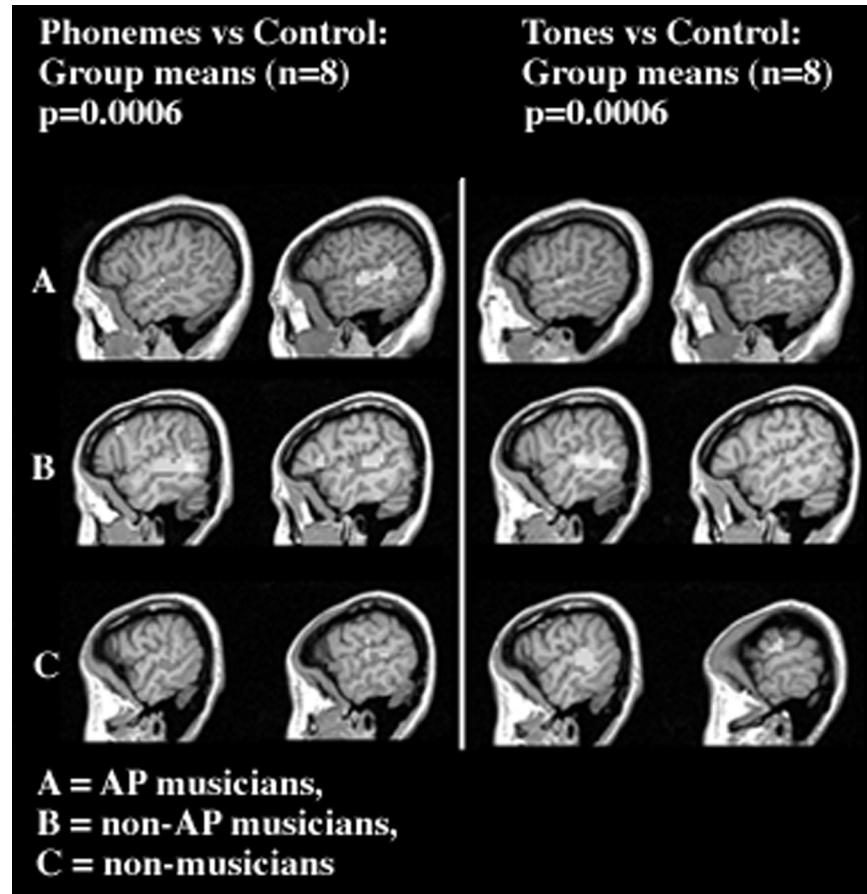 Phonemes vs Control:
Group means (n=8)
p=0.0006
Tones vs Control:
Group means (n=8)
p=0.0006
A
B
C
A = AP musicians,
B = non-AP musicians,
C = non-musicians